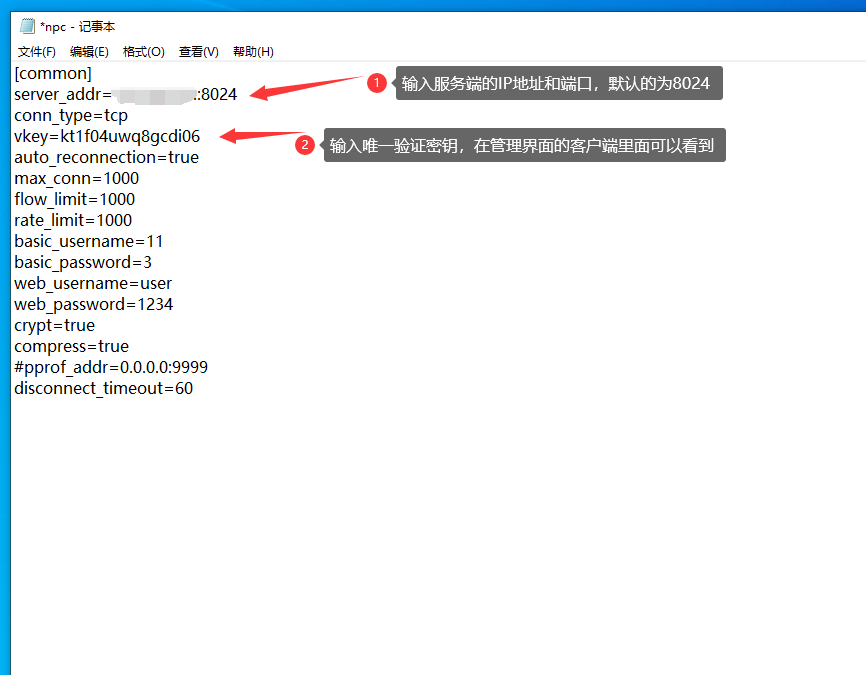 *npc - 记事本
文件(F) 编辑(E) 格式(O) 查看(V) 帮助(H)
[common]
server_addr= :8024
1 输入服务端的IP地址和端口，默认的为8024
conn_type=tcp
vkey=kt1f04uwq8gcdi06
2 输入唯一验证密钥，在管理界面的客户端里面可以看到
auto_reconnection=true
max_conn=1000
flow_limit=1000
rate_limit=1000
basic_username=11
basic_password=3
web_username=user
web_password=1234
crypt=true
compress=true
#pprof_addr=0.0.0.0:9999
disconnect_timeout=60